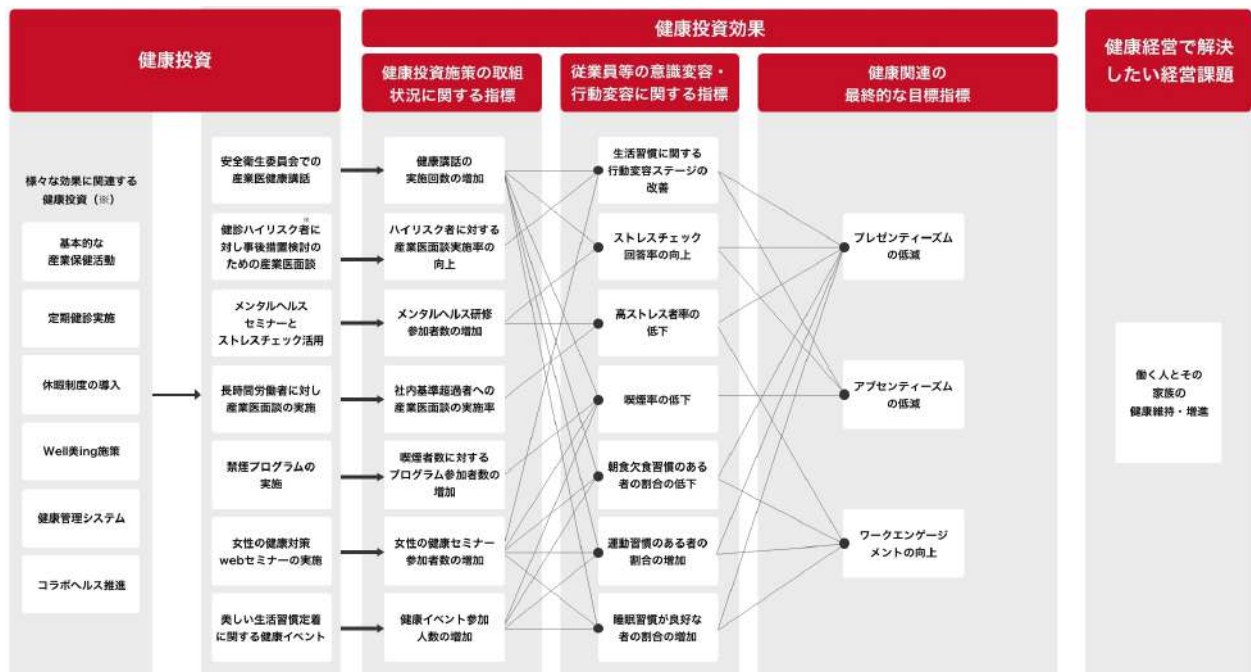 健康投資
健康投資効果
健康経営で解決
したい経営課題
健康投資施策の取組
状況に関する指標
従業員等の意識変容・
行動変容に関する指標
健康関連の
最終的な目標指標
様々な効果に関連する
健康投資（※）
基本的な
産業保健活動
定期健診実施
休暇制度の導入
Well美ing施策
健康管理システム
コラボヘルス推進
安全衛生委員会での
産業医健康講話
健診ハイリスク者※に
対し事後措置検討の
ための産業医面談
メンタルヘルス
セミナーと
ストレスチェック活用
長時間労働者に対し
産業医面談の実施
禁煙プログラムの
実施
女性の健康対策
webセミナーの実施
美しい生活習慣定着
に関する健康イベント
健康講話の
実施回数の増加
ハイリスク者に対する
産業医面談実施率の
向上
メンタルヘルス研修
参加者数の増加
社内基準超過者への
産業医面談の実施率
喫煙者数に対する
プログラム参加者数の
増加
女性の健康セミナー
参加者数の増加
健康イベント参加
人数の増加
生活習慣に関する
行動変容ステージの
改善
ストレスチェック
回答率の向上
高ストレス者率の
低下
喫煙率の低下
朝食欠食習慣のある
者の割合の低下
運動習慣のある者の
割合の増加
睡眠習慣が良好な
者の割合の増加
プレゼンティーズム
の低減
アブセンティーズム
の低減
ワークエンゲージ
メントの向上
働く人とその
家族の
健康維持・増進